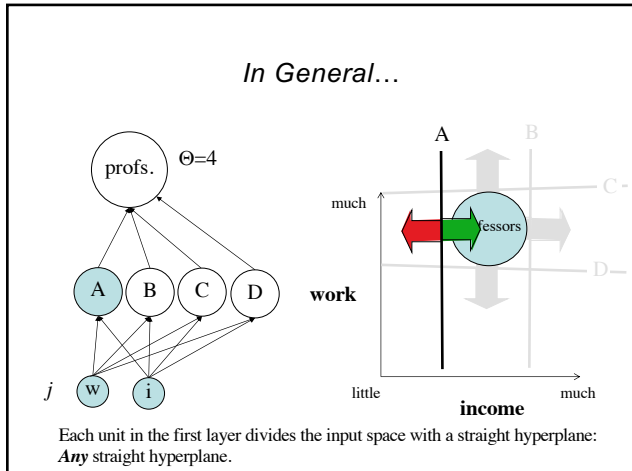 In General…
profs.
Θ=4
A
B
C
D
j
w
i
A
B
much
C
fessors
D
work
little
much
income
Each unit in the first layer divides the input space with a straight hyperplane:
Any straight hyperplane.